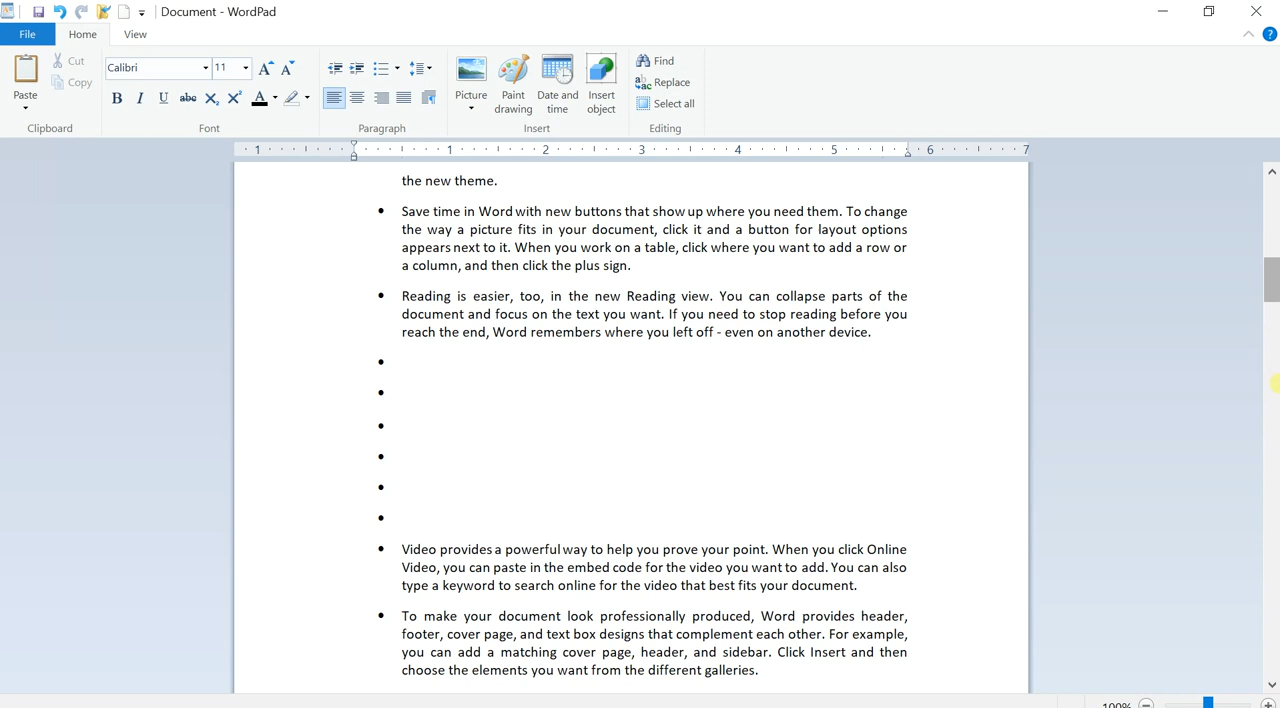 Document - WordPad
File Home View
Paste
Cut
Copy
Clipboard
Calibri 11
B I U abc X₂ X² A
Font
Paragraph
Picture
Paint drawing
Date and time
Insert object
Insert
Find
Replace
Select all
Editing
1 1 2 3 4 5 6 7
the new theme.
• Save time in Word with new buttons that show up where you need them. To change
the way a picture fits in your document, click it and a button for layout options
appears next to it. When you work on a table, click where you want to add a row or
a column, and then click the plus sign.
• Reading is easier, too, in the new Reading view. You can collapse parts of the
document and focus on the text you want. If you need to stop reading before you
reach the end, Word remembers where you left off - even on another device.
•
•
•
•
•
•
• Video provides a powerful way to help you prove your point. When you click Online
Video, you can paste in the embed code for the video you want to add. You can also
type a keyword to search online for the video that best fits your document.
• To make your document look professionally produced, Word provides header,
footer, cover page, and text box designs that complement each other. For example,
you can add a matching cover page, header, and sidebar. Click Insert and then
choose the elements you want from the different galleries.
100%